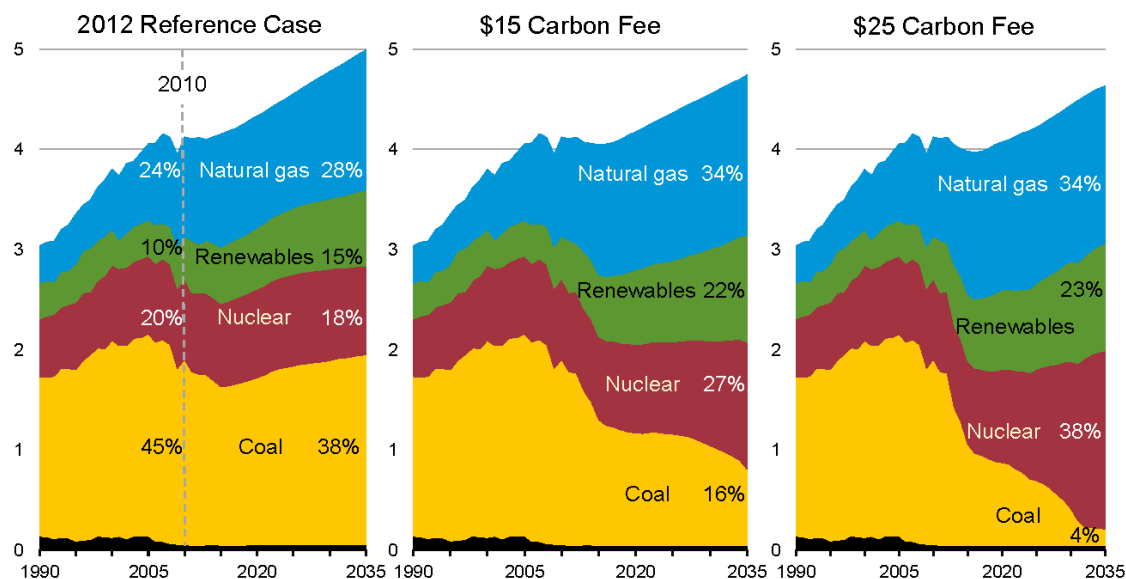 2012 Reference Case
$15 Carbon Fee
$25 Carbon Fee
5
4
3
2
1
0
2010
24%
Natural gas 28%
10%
Renewables 15%
20%
Nuclear 18%
45%
Coal 38%
1990
2005
2020
2035
5
4
3
2
1
0
Natural gas 34%
Renewables 22%
Nuclear 27%
Coal 16%
1990
2005
2020
2035
5
4
3
2
1
0
Natural gas 34%
23%
Renewables
Nuclear 38%
Coal
4%
1990
2005
2020
2035